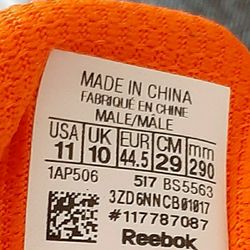 MADE IN CHINA
FABRIQUÉ EN CHINE
MALE/MÂLE
USA UK EUR CM mm
11 10 44.5 29 290
1AP506 517 BS5563
3ZD6NNCB01017
#117787087
Reebok